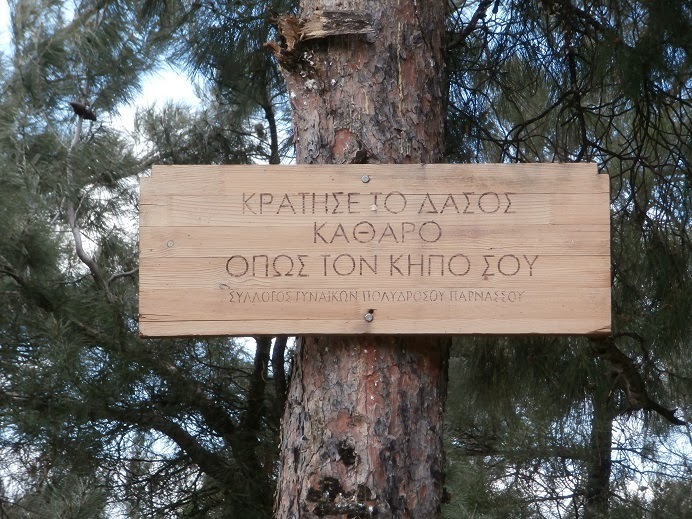 ΚΡΑΤΗΣΕ ΤΟ ΔΑΣΟΣ
ΚΑΘΑΡΟ
ΟΠΩΣ ΤΟΝ ΚΗΠΟ ΣΟΥ
ΣΥΛΛΟΓΟΣ ΓΥΝΑΙΚΩΝ ΠΟΛΥΔΡΟΣΟΥ ΠΑΡΝΑΣΣΟΥ